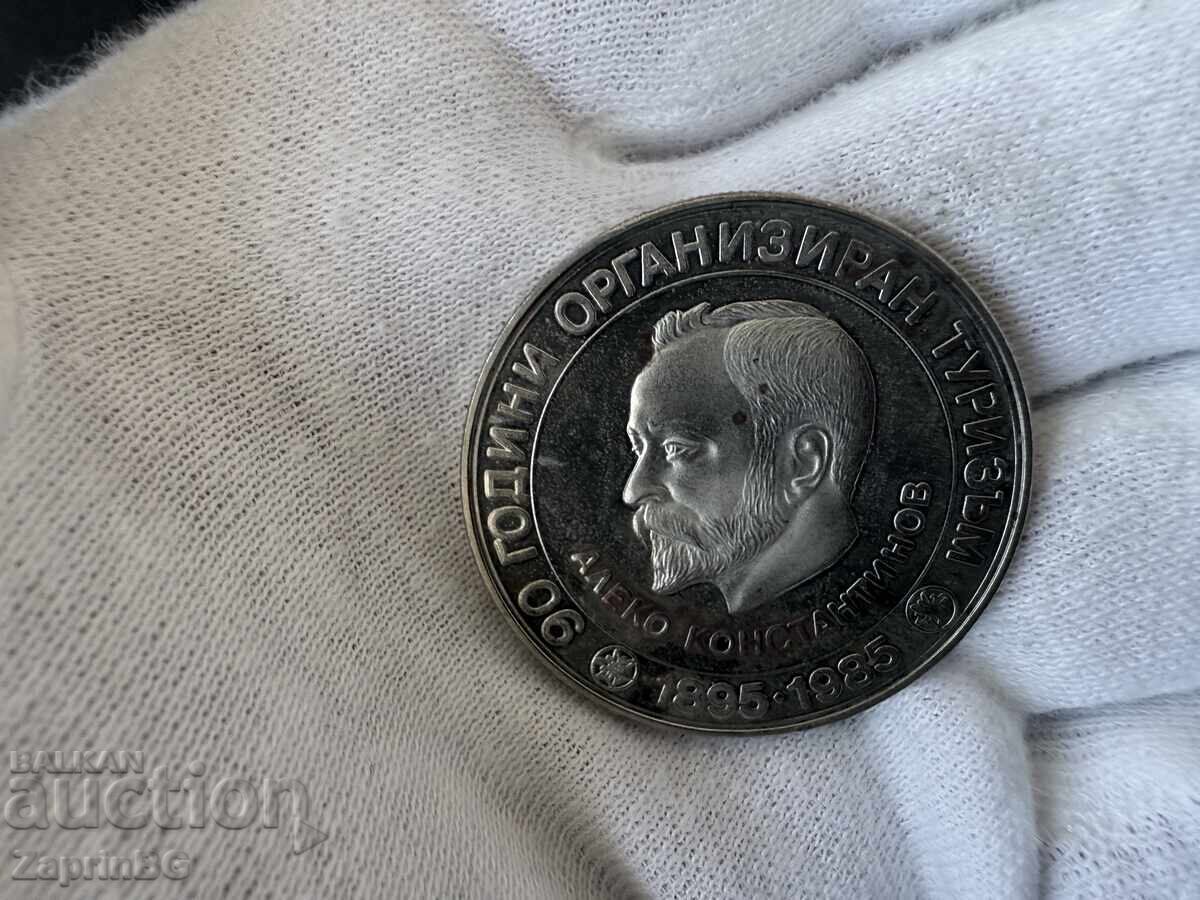 90 ГОДИНИ ОРГАНИЗИРАН ТУРИЗЪМ
АЛЕКО КОНСТАНТИНОВ
1895·1985
BALKAN
auction
ZaprinBG